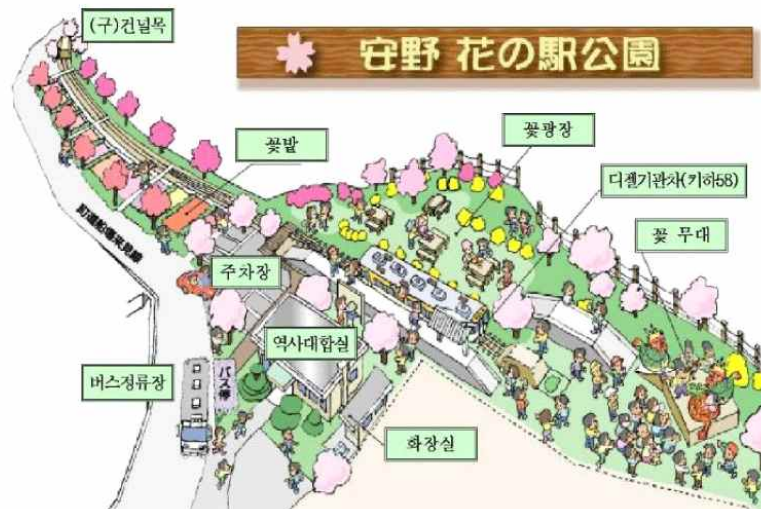 (구)건널목
安野 花の駅公園
꽃광장
꽃밭
디젤기관차(키하58)
꽃 무대
주차장
역사대합실
버스정류장
バス停
화장실